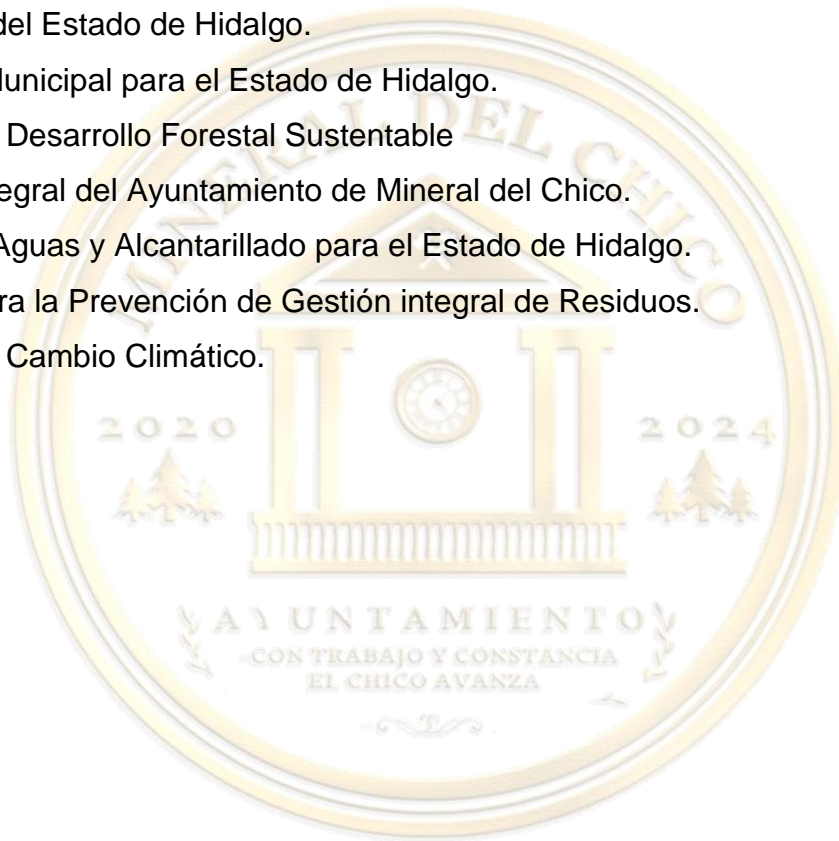 del Estado de Hidalgo.
Municipal para el Estado de Hidalgo.
Desarrollo Forestal Sustentable
egral del Ayuntamiento de Mineral del Chico.
Aguas y Alcantarillado para el Estado de Hidalgo.
ra la Prevención de Gestión integral de Residuos.
Cambio Climático.
MINERAL DEL CHICO
2020 2024
AYUNTAMIENTO
CON TRABAJO Y CONSTANCIA
EL CHICO AVANZA